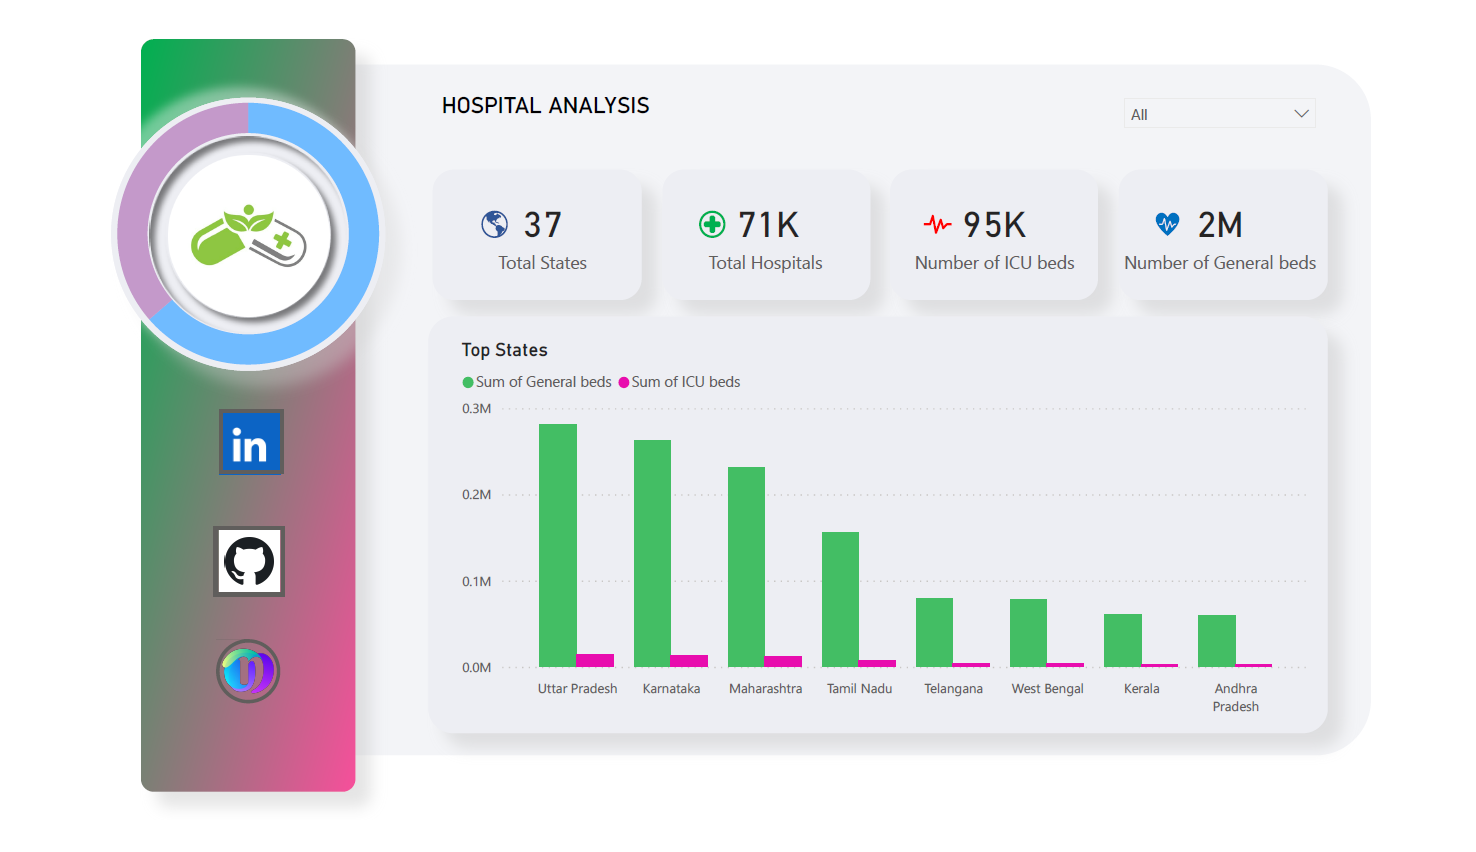 HOSPITAL ANALYSIS
All
37
Total States
71K
Total Hospitals
95K
Number of ICU beds
2M
Number of General beds
Top States
Sum of General beds Sum of ICU beds
0.3M
0.2M
0.1M
0.0M
Uttar Pradesh Karnataka Maharashtra Tamil Nadu Telangana West Bengal Kerala Andhra
Pradesh
in